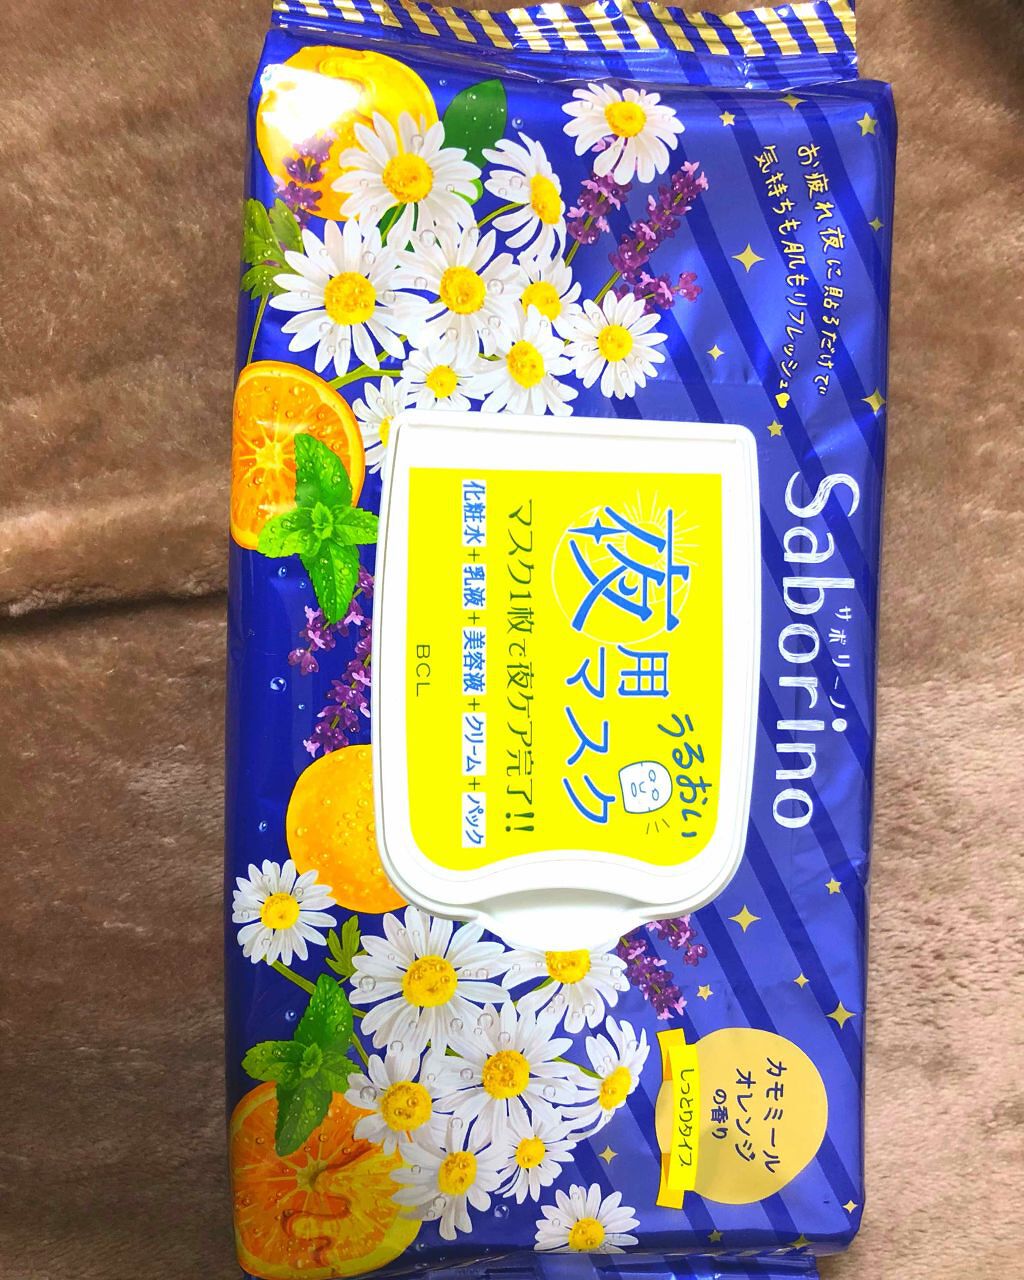 お疲れ夜に貼るだけで
気持ちも肌もリフレッシュ
サボリーノ
Saborino
うるおい
夜用
マスク
マスク1枚で夜ケア完了!!
化粧水+乳液+美容液+クリーム+パック
BCL
カモミール
オレンジ
の香り
しっとりタイプ